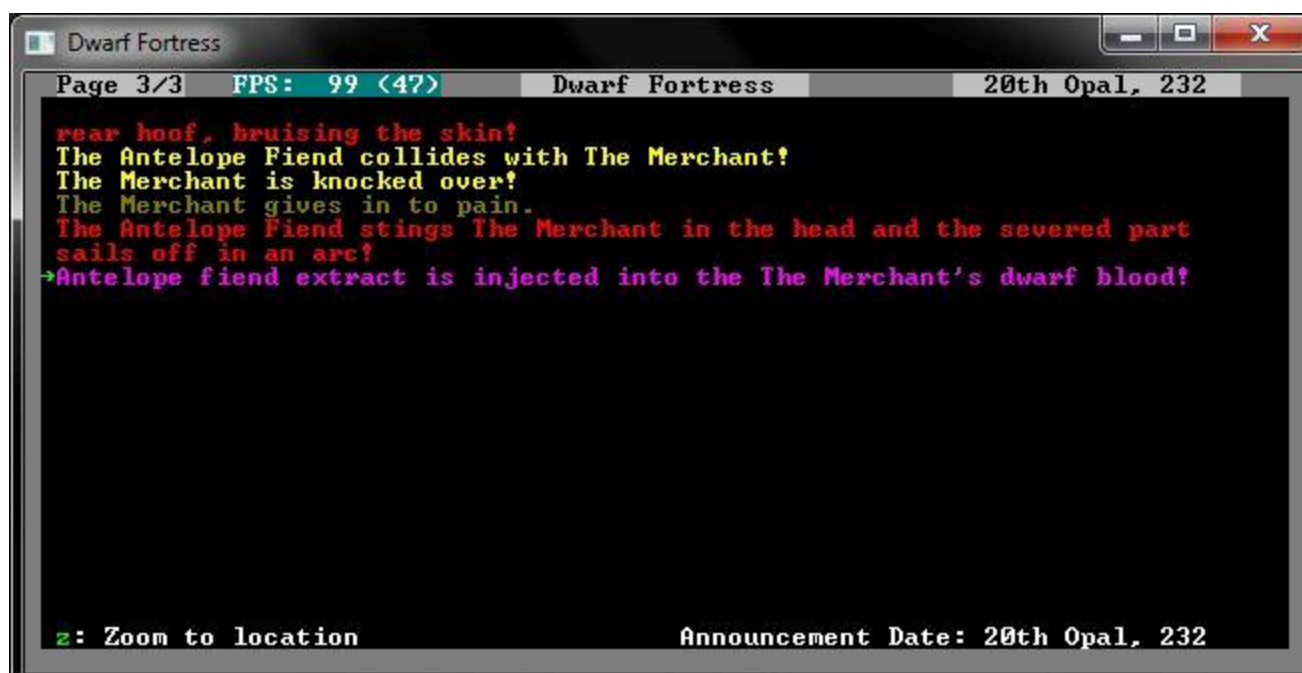 Dwarf Fortress
Page 3/3 FPS: 99 (47) Dwarf Fortress 20th Opal, 232
rear hoof, bruising the skin!
The Antelope Fiend collides with The Merchant!
The Merchant is knocked over!
The Merchant gives in to pain.
The Antelope Fiend stings The Merchant in the head and the severed part
sails off in an arc!
→Antelope fiend extract is injected into the The Merchant's dwarf blood!
z: Zoom to location Announcement Date: 20th Opal, 232